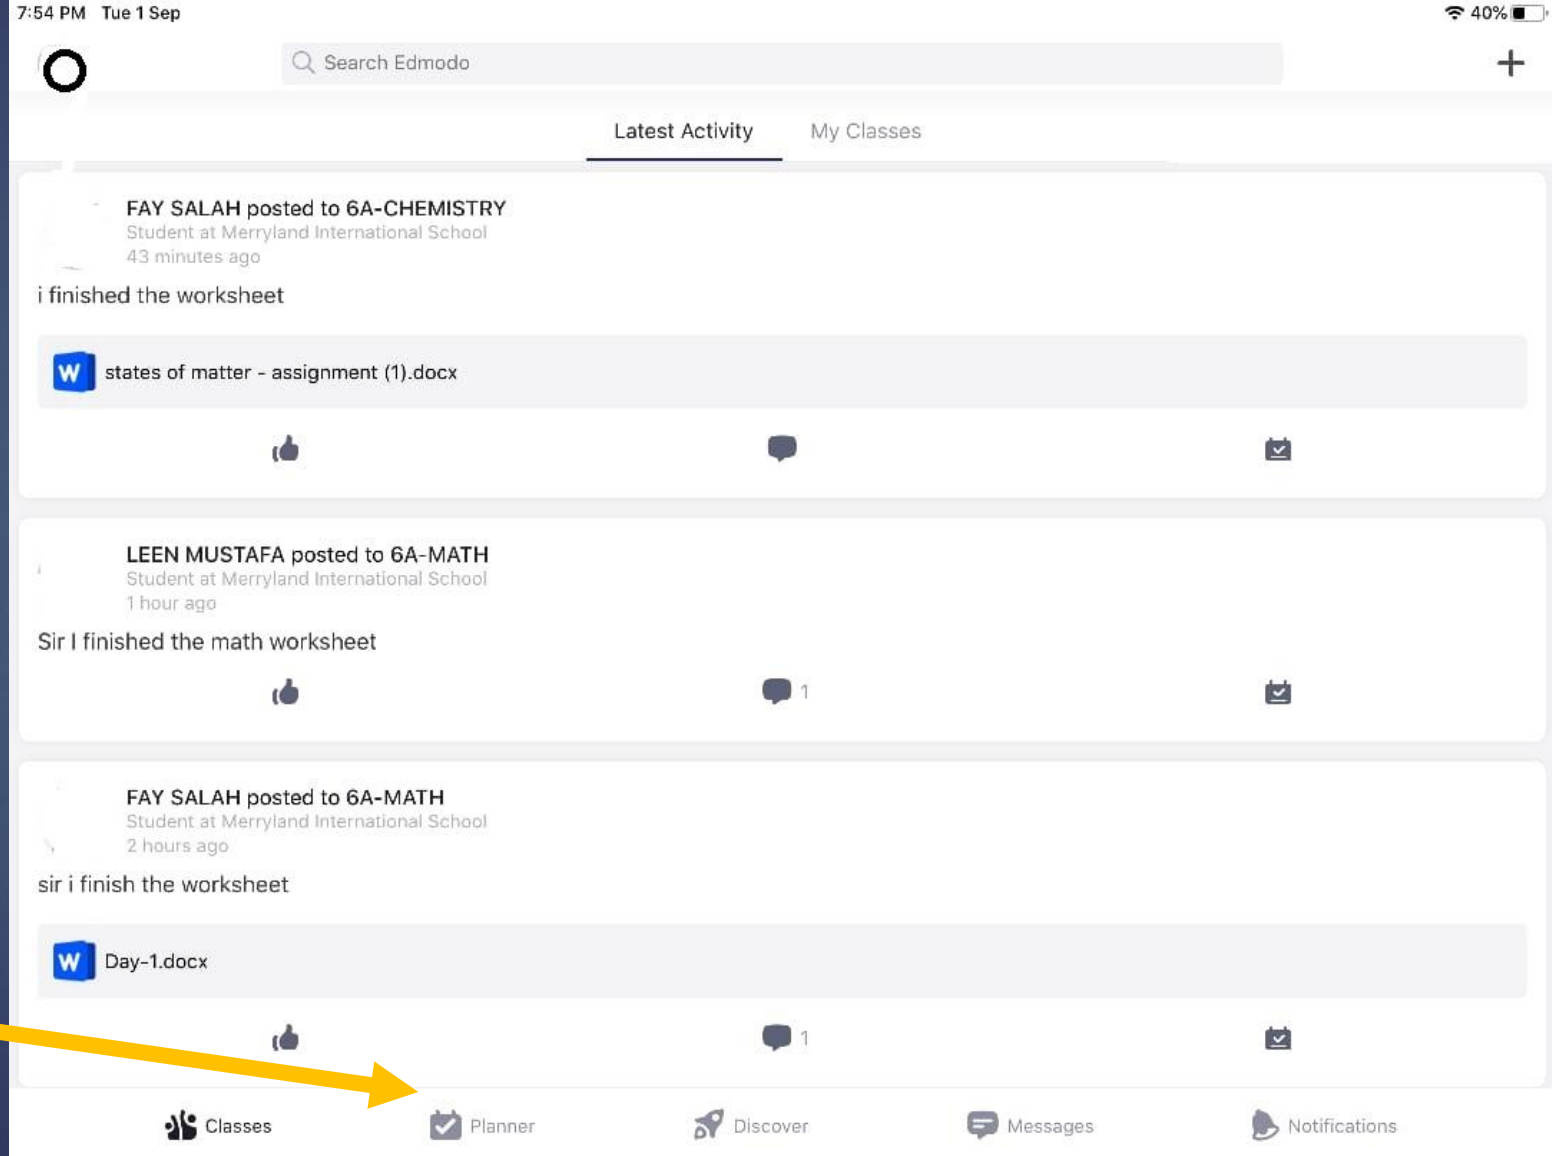 7:54 PM Tue 1 Sep
40%
Search Edmodo
Latest Activity My Classes
FAY SALAH posted to 6A-CHEMISTRY
Student at Merryland International School
43 minutes ago
i finished the worksheet
W states of matter - assignment (1).docx
LEEN MUSTAFA posted to 6A-MATH
Student at Merryland International School
1 hour ago
Sir I finished the math worksheet
1
FAY SALAH posted to 6A-MATH
Student at Merryland International School
2 hours ago
sir i finish the worksheet
W Day-1.docx
1
Classes Planner Discover Messages Notifications